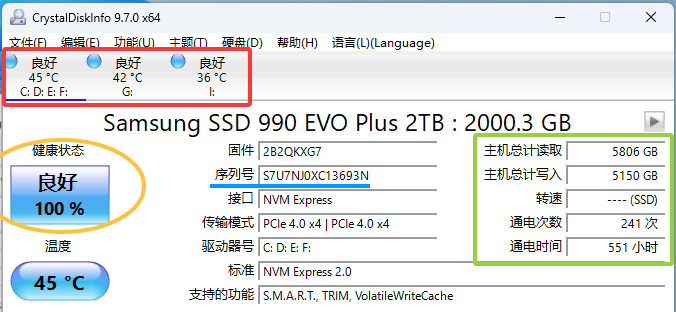 CrystalDiskInfo 9.7.0 x64
文件(F) 编辑(E) 功能(U) 主题(T) 硬盘(D) 帮助(H) 语言(L)(Language)
良好 良好 良好
45 °C 42 °C 36 °C
C: D: E: F: G: I:
Samsung SSD 990 EVO Plus 2TB : 2000.3 GB
健康状态 固件 2B2QKXG7 主机总计读取 5806 GB
良好 序列号 S7U7NJ0XC13693N 主机总计写入 5150 GB
100 % 接口 NVM Express 转速 ---- (SSD)
传输模式 PCIe 4.0 x4 | PCIe 4.0 x4 通电次数 241 次
温度 驱动器号 C: D: E: F: 通电时间 551 小时
45 °C 标准 NVM Express 2.0
支持的功能 S.M.A.R.T., TRIM, VolatileWriteCache